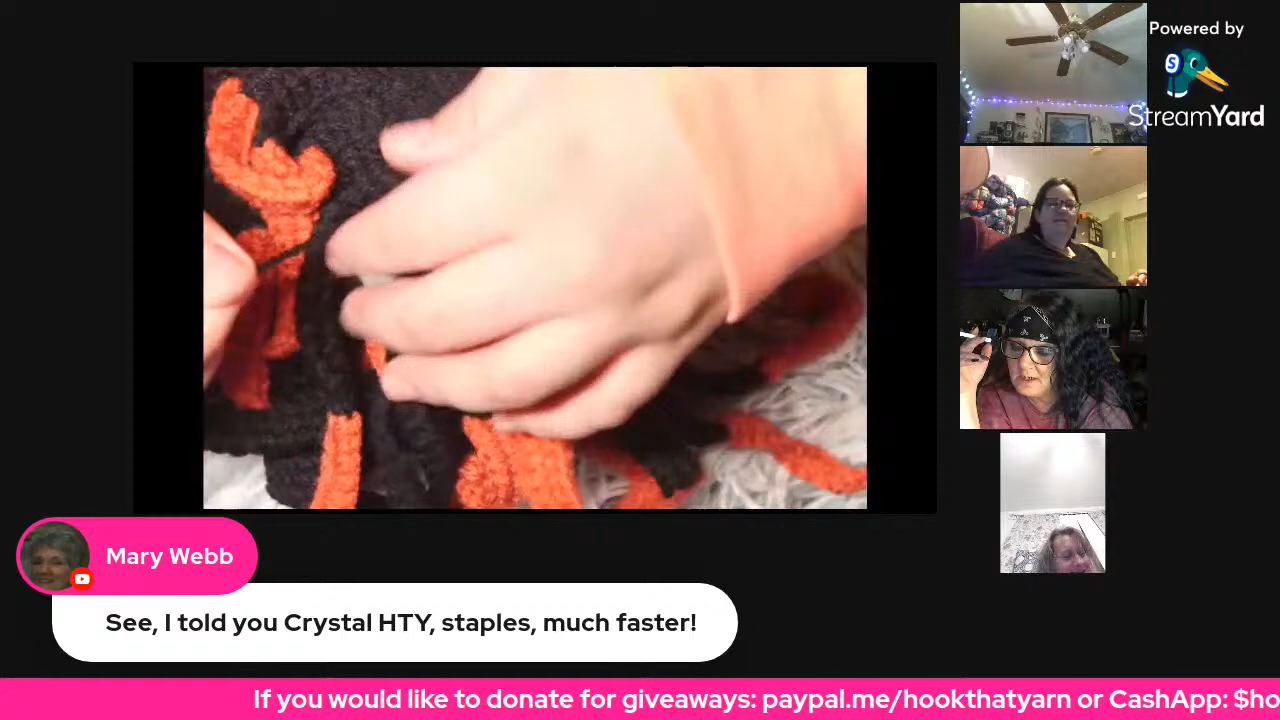 Powered by
StreamYard
Mary Webb
See, I told you Crystal HTY, staples, much faster!
If you would like to donate for giveaways: paypal.me/hookthatyarn or CashApp: $ho